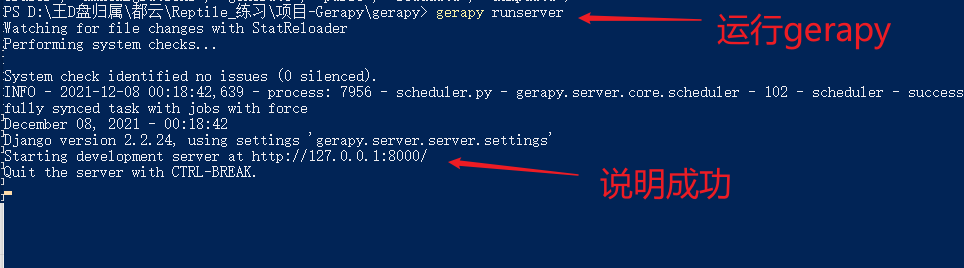 PS D:\王D盘归属\都云\Reptile_练习\项目-Gerapy\gerapy> gerapy runserver
运行gerapy
Watching for file changes with StatReloader
Performing system checks...
System check identified no issues (0 silenced).
INFO - 2021-12-08 00:18:42,639 - process: 7956 - scheduler.py - gerapy.server.core.scheduler - 102 - scheduler - success
fully synced task with jobs with force
December 08, 2021 - 00:18:42
Django version 2.2.24, using settings 'gerapy.server.server.settings'
Starting development server at http://127.0.0.1:8000/
Quit the server with CTRL-BREAK.
说明成功